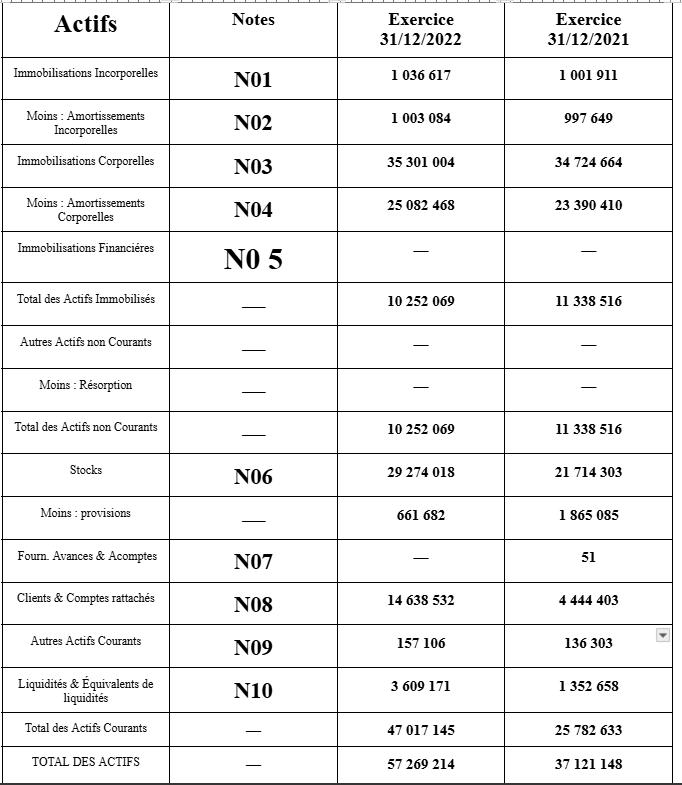 Actifs Notes Exercice 31/12/2022 Exercice 31/12/2021
Immobilisations Incorporelles N01 1 036 617 1 001 911
Moins : Amortissements Incorporelles N02 1 003 084 997 649
Immobilisations Corporelles N03 35 301 004 34 724 664
Moins : Amortissements Corporelles N04 25 082 468 23 390 410
Immobilisations Financiéres N0 5 — —
Total des Actifs Immobilisés — 10 252 069 11 338 516
Autres Actifs non Courants — — —
Moins : Résorption — — —
Total des Actifs non Courants — 10 252 069 11 338 516
Stocks N06 29 274 018 21 714 303
Moins : provisions — 661 682 1 865 085
Fourn. Avances & Acomptes N07 — 51
Clients & Comptes rattachés N08 14 638 532 4 444 403
Autres Actifs Courants N09 157 106 136 303
Liquidités & Équivalents de liquidités N10 3 609 171 1 352 658
Total des Actifs Courants — 47 017 145 25 782 633
TOTAL DES ACTIFS — 57 269 214 37 121 148